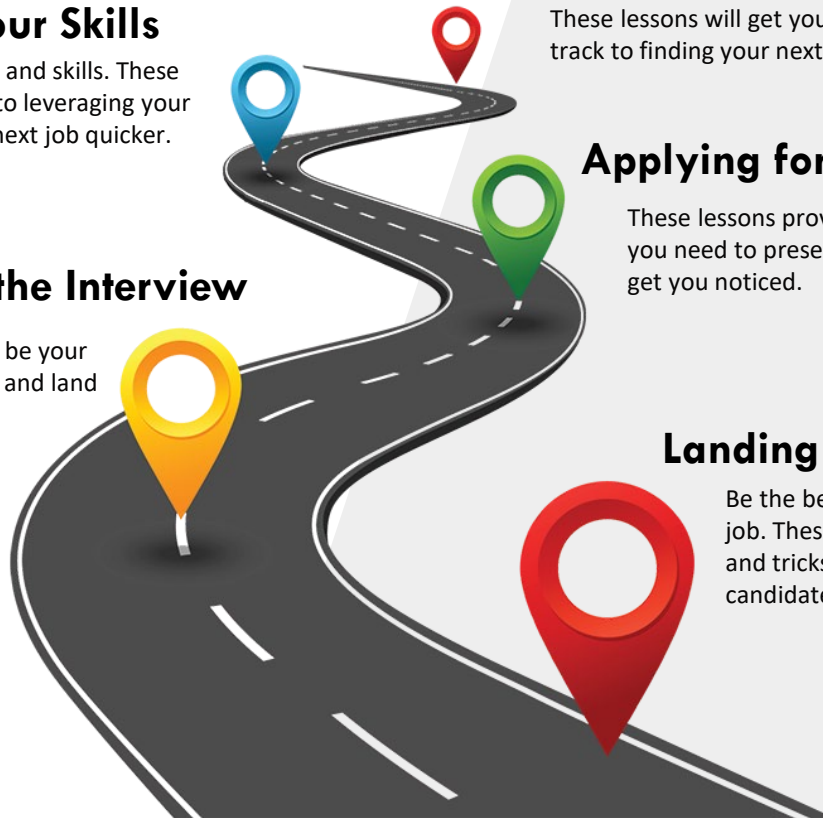 These lessons will get you
track to finding your next
our Skills
and skills. These
to leveraging your
next job quicker.
Applying for
These lessons prov
you need to prese
get you noticed.
the Interview
be your
and land
Landing
Be the be
job. Thes
and tricks
candidate